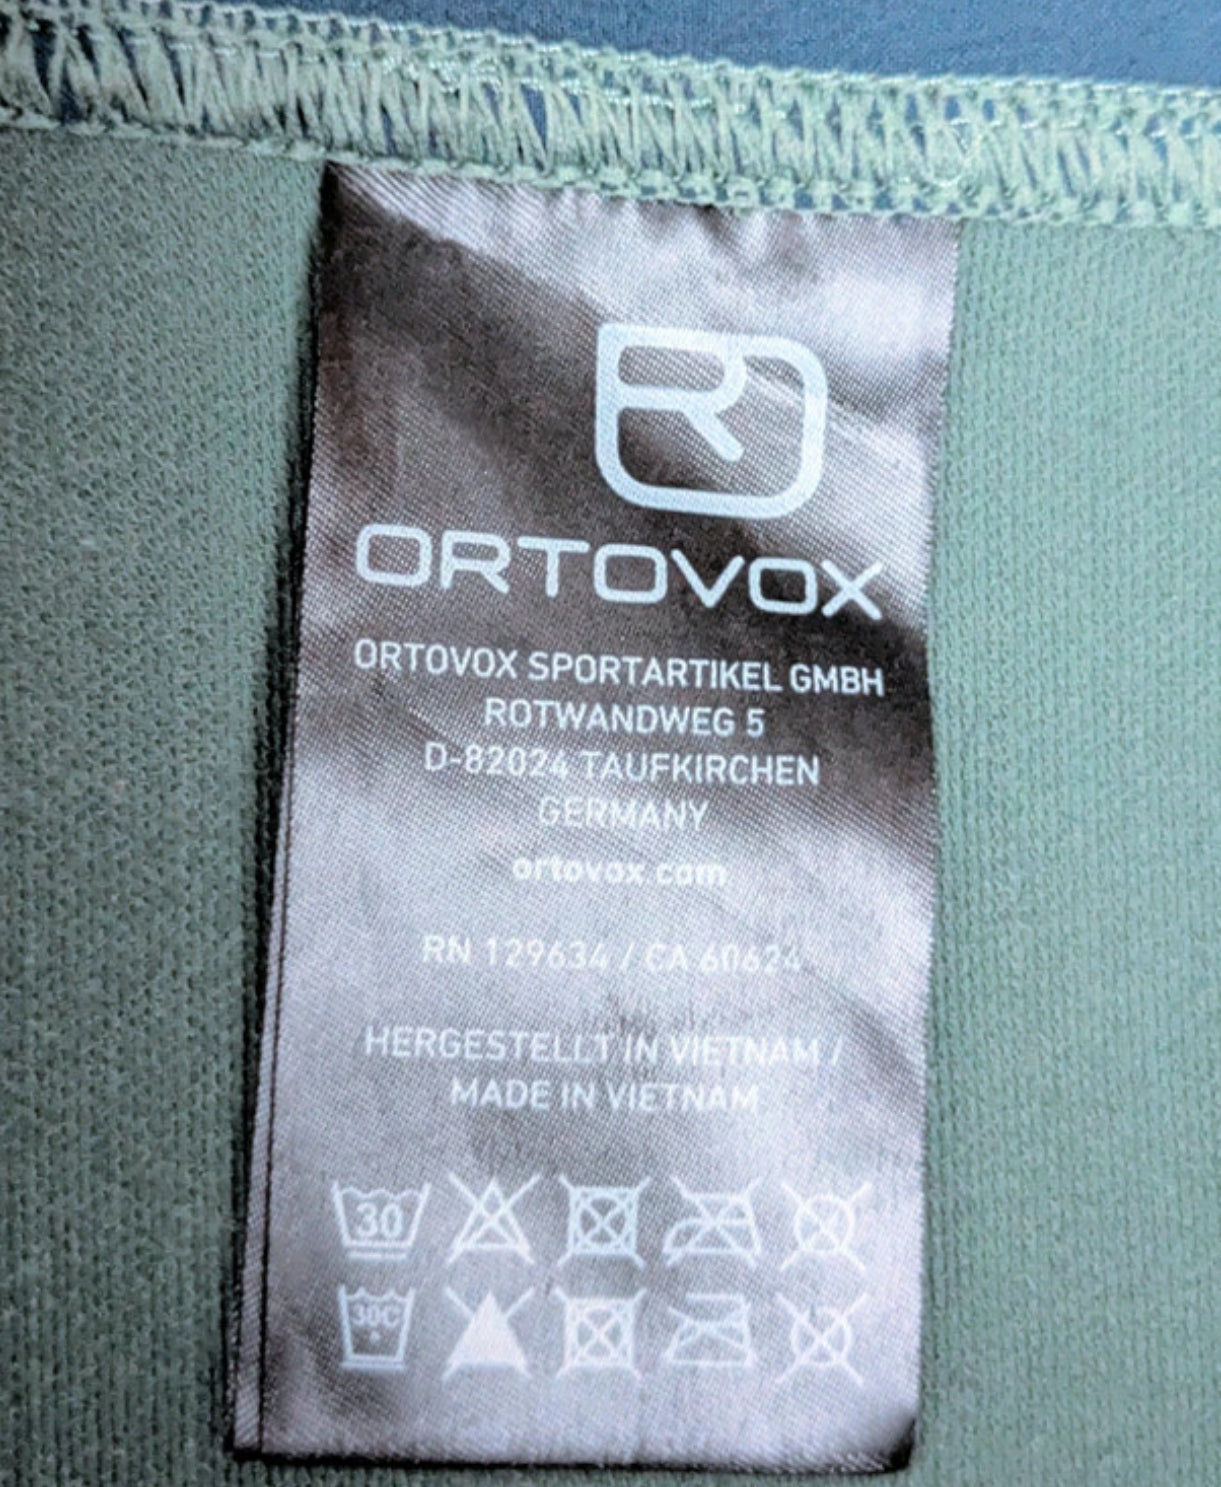 R
ORTOVOX
ORTOVOX SPORTARTIKEL GMBH
ROTWANDWEG 5
D-82024 TAUFKIRCHEN
GERMANY
ortovox.com
RN 129634 / CA 60624
HERGESTELLT IN VIETNAM /
MADE IN VIETNAM
30
30C